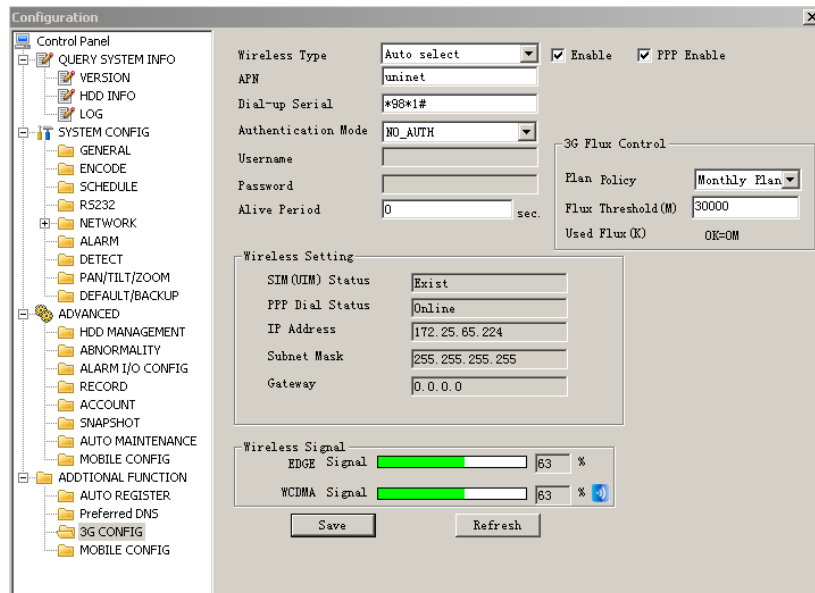 Configuration
Control Panel
QUERY SYSTEM INFO
VERSION
HDD INFO
LOG
SYSTEM CONFIG
GENERAL
ENCODE
SCHEDULE
RS232
NETWORK
ALARM
DETECT
PAN/TILT/ZOOM
DEFAULT/BACKUP
ADVANCED
HDD MANAGEMENT
ABNORMALITY
ALARM I/O CONFIG
RECORD
ACCOUNT
SNAPSHOT
AUTO MAINTENANCE
MOBILE CONFIG
ADDTIONAL FUNCTION
AUTO REGISTER
Preferred DNS
3G CONFIG
MOBILE CONFIG
Wireless Type Auto select Enable PPP Enable
APN uninet
Dial-up Serial *98*1#
Authentication Mode NO_AUTH
Username
Password
Alive Period 0 sec.
3G Flux Control
Plan Policy Monthly Plan
Flux Threshold(M) 30000
Used Flux(K) 0K=0M
Wireless Setting
SIM(UIM) Status Exist
PPP Dial Status Online
IP Address 172.25.65.224
Subnet Mask 255.255.255.255
Gateway 0.0.0.0
Wireless Signal
EDGE Signal 63 %
WCDMA Signal 63 %
Save Refresh